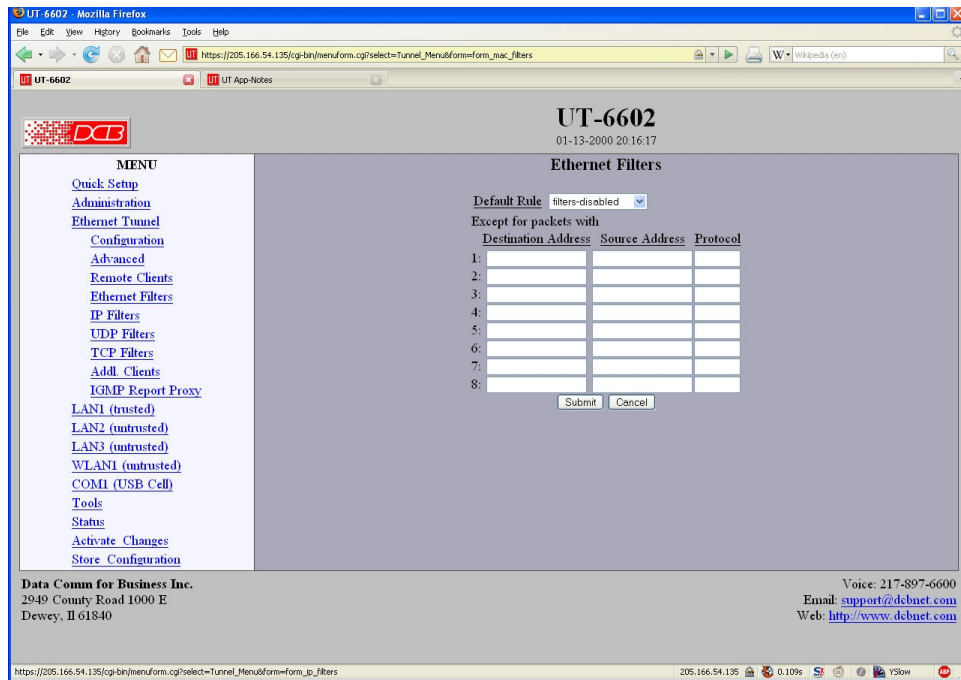 UT-6602 - Mozilla Firefox
File Edit View History Bookmarks Tools Help
https://205.166.54.135/cgi-bin/menuform.cgi?select=Tunnel_Menu&form=form_mac_filters
W Wikipedia (en)
UT UT-6602
UT UT App-Notes
DCB
UT-6602
01-13-2000 20:16:17
MENU
Quick Setup
Administration
Ethernet Tunnel
Configuration
Advanced
Remote Clients
Ethernet Filters
IP Filters
UDP Filters
TCP Filters
Addl. Clients
IGMP Report Proxy
LAN1 (trusted)
LAN2 (untrusted)
LAN3 (untrusted)
WLAN1 (untrusted)
COM1 (USB Cell)
Tools
Status
Activate Changes
Store Configuration
Ethernet Filters
Default Rule filters-disabled
Except for packets with
Destination Address Source Address Protocol
1:
2:
3:
4:
5:
6:
7:
8:
Submit Cancel
Data Comm for Business Inc.
2949 County Road 1000 E
Dewey, Il 61840
Voice: 217-897-6600
Email: support@dcbnet.com
Web: http://www.dcbnet.com
https://205.166.54.135/cgi-bin/menuform.cgi?select=Tunnel_Menu&form=form_ip_filters
205.166.54.135 0.109s YSlow ABP